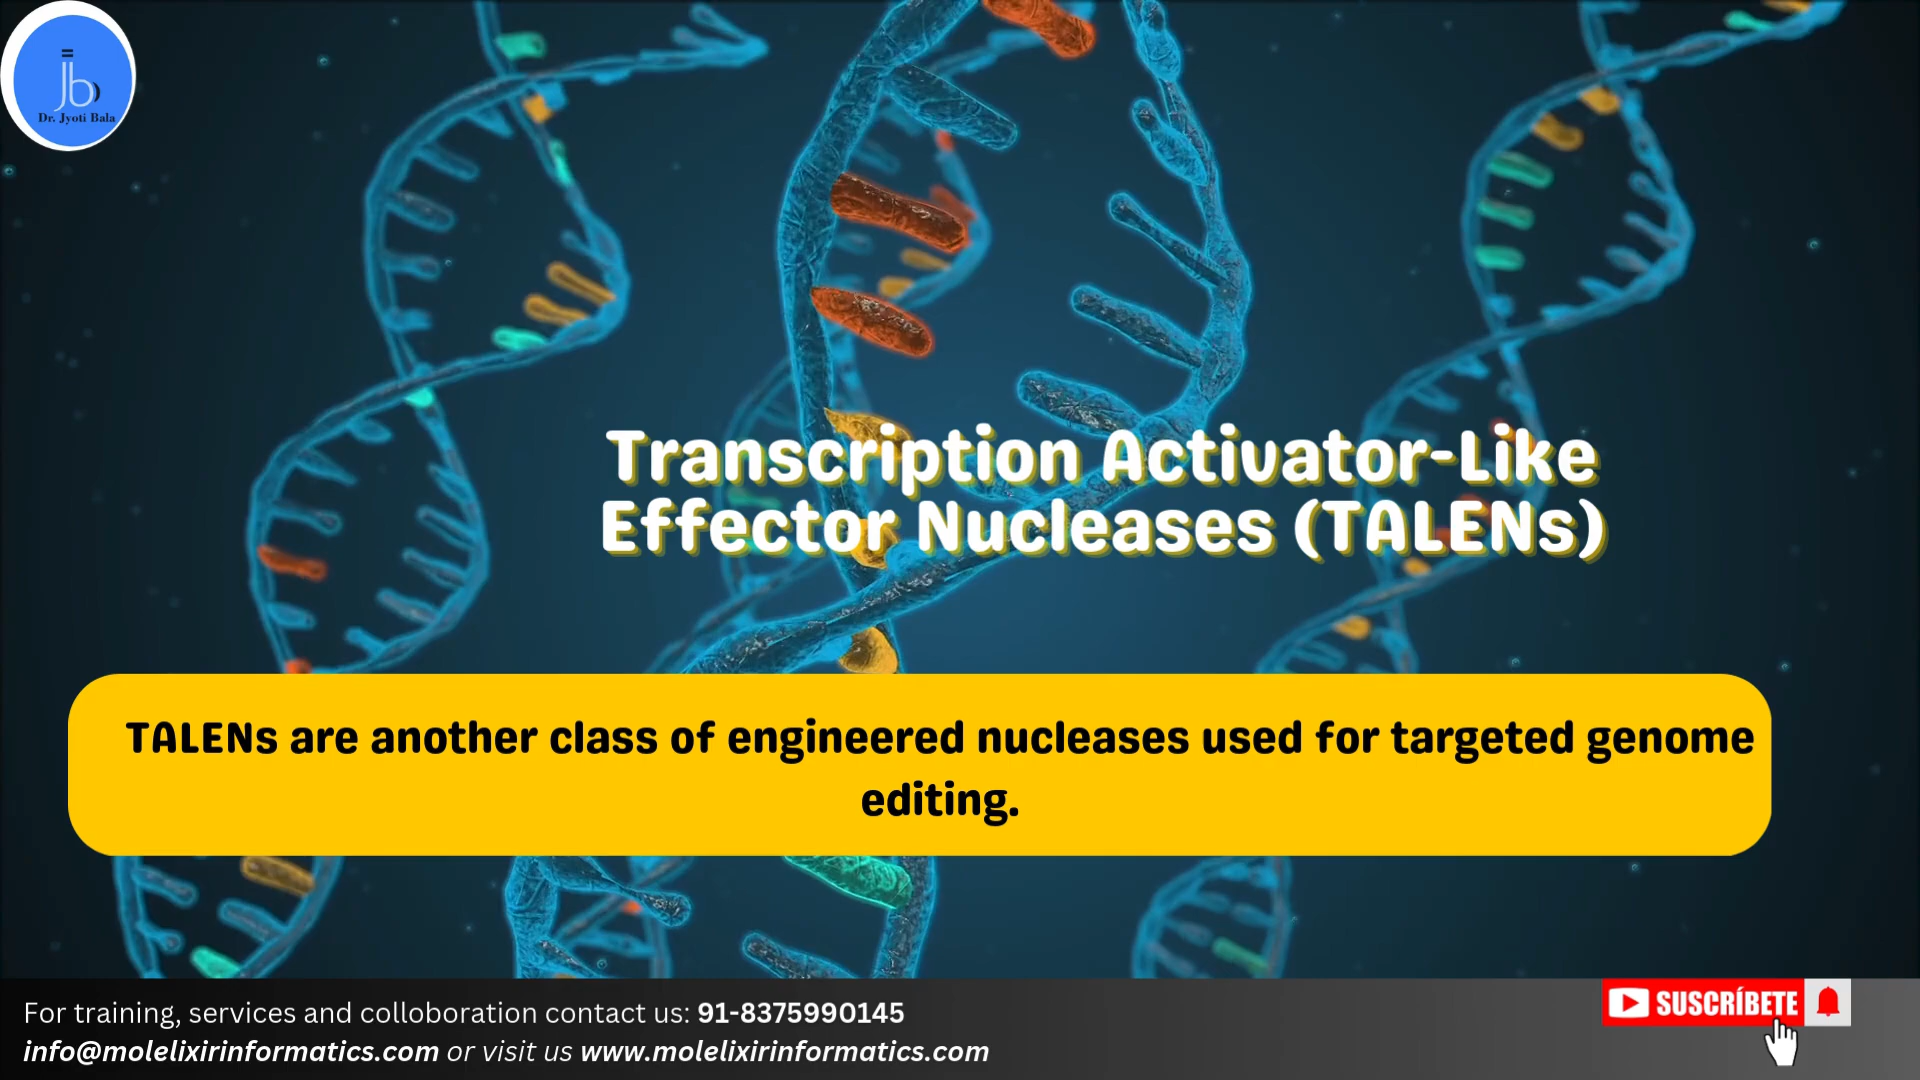 Dr. Jyoti Bala
Transcription Activator-Like
Effector Nucleases (TALENs)
TALENs are another class of engineered nucleases used for targeted genome
editing.
For training, services and colloboration contact us: 91-8375990145
info@molelixirinformatics.com or visit us www.molelixirinformatics.com
SUSCRÍBETE